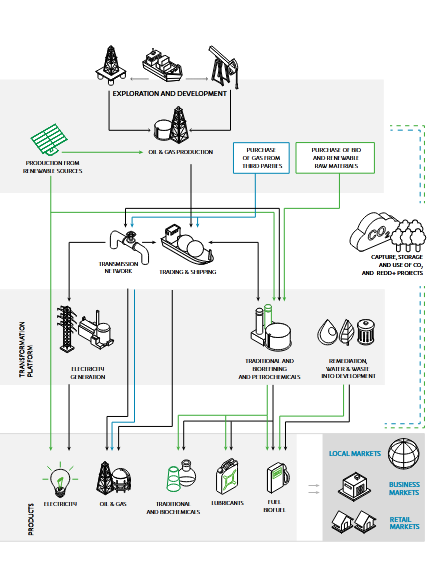 EXPLORATION AND DEVELOPMENT
OIL & GAS PRODUCTION
PURCHASE
OF GAS FROM
THIRD PARTIES
PURCHASE OF BIO
AND RENEWABLE
RAW MATERIALS
PRODUCTION FROM
RENEWABLE SOURCES
CO2
CAPTURE, STORAGE
AND USE OF CO2
AND REDD+ PROJECTS
TRANSMISSION
NETWORK
TRADING & SHIPPING
TRANSFORMATION
PLATFORM
ELECTRICITY
GENERATION
TRADITIONAL AND
BIOREFINING
AND PETROCHEMICALS
REMEDIATION,
WATER & WASTE
INTO DEVELOPMENT
PRODUCTS
ELECTRICITY
OIL & GAS
TRADITIONAL
AND BIOCHEMICALS
LUBRICANTS
FUEL
BIOFUEL
LOCAL MARKETS
BUSINESS
MARKETS
RETAIL
MARKETS